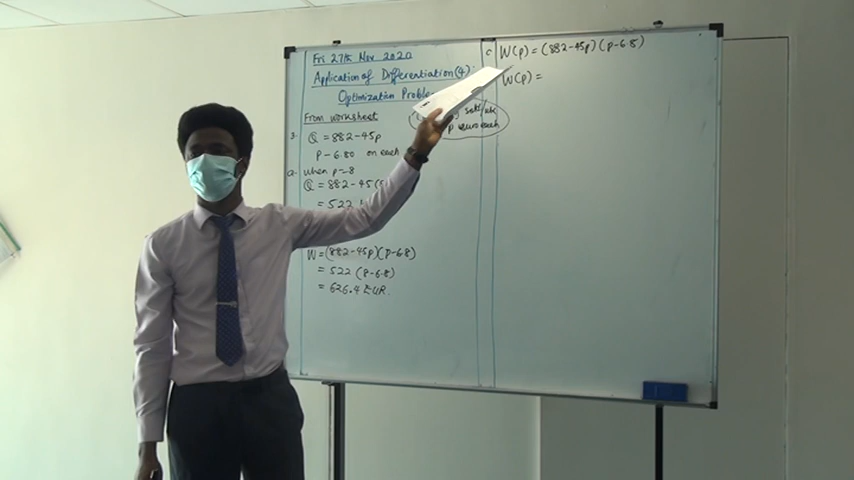 Fri 27th Nov 2020
Application of Differentiation (4)
Optimization
From worksheet
3. Q = 882-45p
P-6.80 on each
a. when p=8
Q = 882-45(
= 522
W = (882-45p)(p-6.8)
= 522 (p-6.8)
= 626.4 EUR.
c W(p) = (882-45p)(p-6.8)
W(p) =